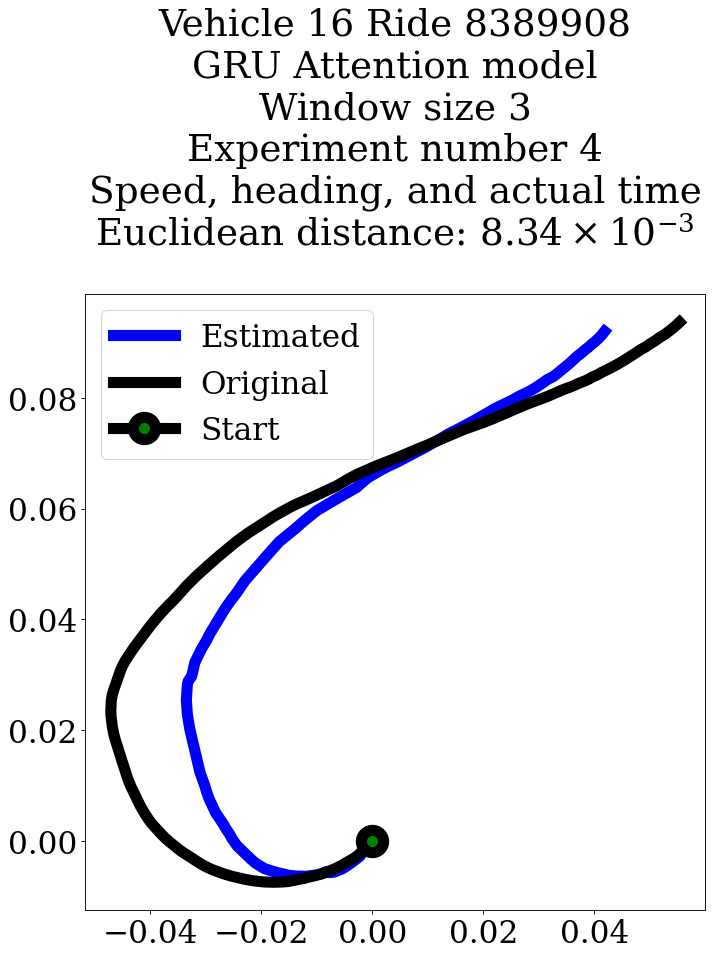 Vehicle 16 Ride 8389908
GRU Attention model
Window size 3
Experiment number 4
Speed, heading, and actual time
Euclidean distance: 8.34 × 10⁻³
Estimated
Original
Start
0.08
0.06
0.04
0.02
0.00
−0.04 −0.02 0.00 0.02 0.04